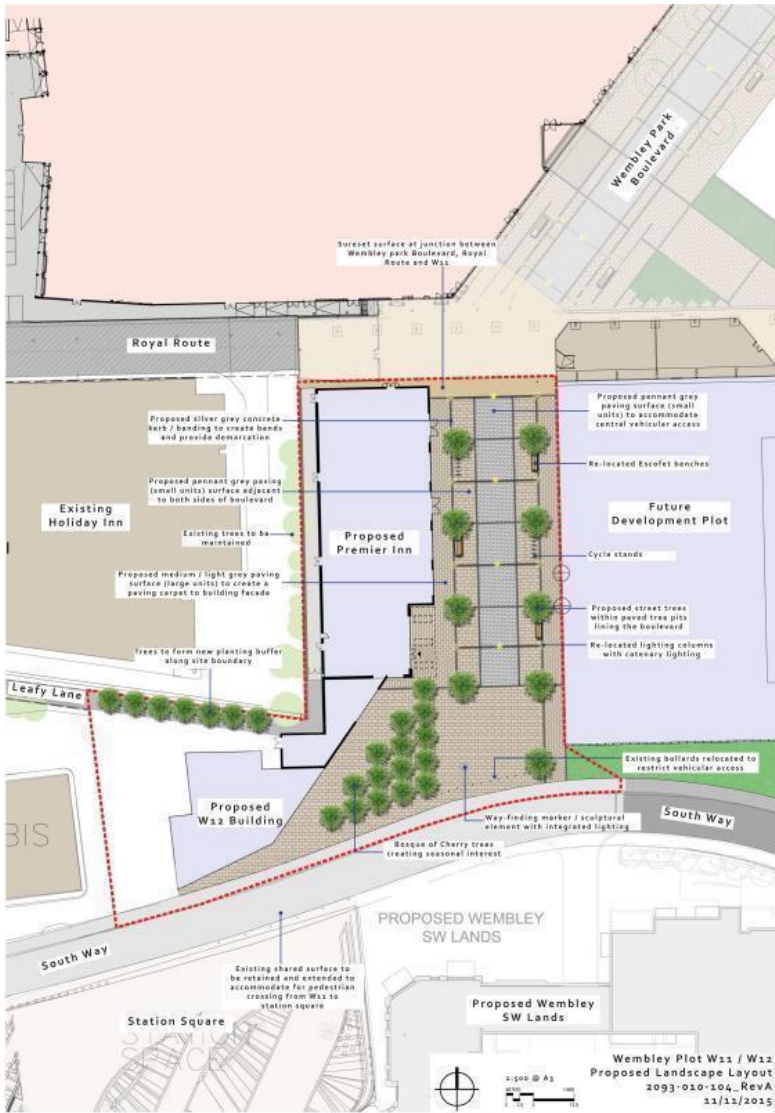 Wembley Park
Boulevard
Sureset surface at junction between
Wembley park Boulevard, Royal
Route and W11
Royal Route
Proposed silver grey concrete
kerb / banding to create bands
and provide demarcation
Proposed pennant grey
paving surface (small
units) to accommodate
central vehicular access
Proposed pennant grey paving
(small units) surface adjacent
to both sides of boulevard
Re-located Escofet benches
Existing
Holiday Inn
Existing trees to be
maintained
Proposed
Premier Inn
Future
Development Plot
Cycle stands
Proposed medium / light grey paving
surface (large units) to create a
paving carpet to building facade
Proposed street trees
within paved tree pits
lining the boulevard
Trees to form new planting buffer
along site boundary
Re-located lighting columns
with catenary lighting
Leafy Lane
Existing bollards relocated to
restrict vehicular access
Proposed
W12 Building
Way-finding marker / sculptural
element with integrated lighting
South Way
IBIS
Bosque of Cherry trees
creating seasonal interest
PROPOSED WEMBLEY
SW LANDS
South Way
Existing shared surface to
be retained and extended to
accommodate for pedestrian
crossing from W11 to
station square
Proposed Wembley
SW Lands
Station Square
STATION
SPACE
1:500 @ A3
Wembley Plot W11 / W12
Proposed Landscape Layout
2093-010-104_RevA
11/11/2015